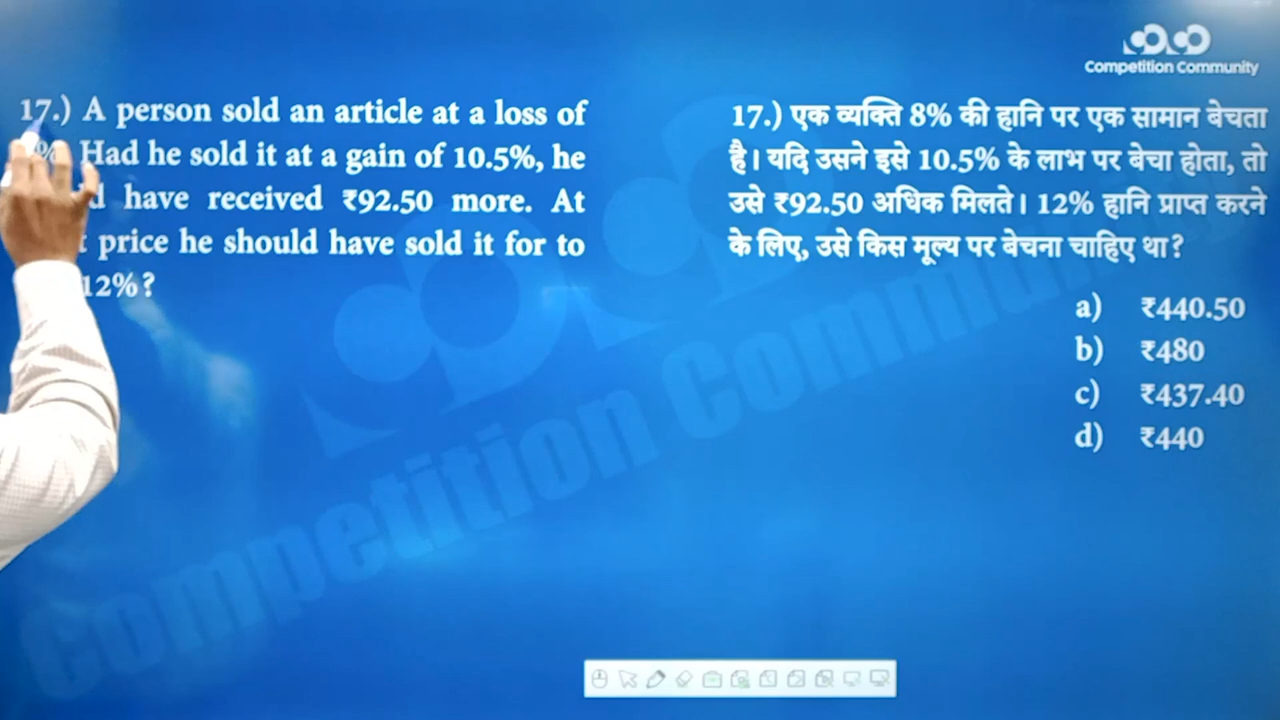 Competition Community
17.) A person sold an article at a loss of
Had he sold it at a gain of 10.5%, he
have received ₹92.50 more. At
price he should have sold it for to
12%?
17.) एक व्यक्ति 8% की हानि पर एक सामान बेचता
है। यदि उसने इसे 10.5% के लाभ पर बेचा होता, तो
उसे ₹92.50 अधिक मिलते। 12% हानि प्राप्त करने
के लिए, उसे किस मूल्य पर बेचना चाहिए था?
a) ₹440.50
b) ₹480
c) ₹437.40
d) ₹440
Competition Community